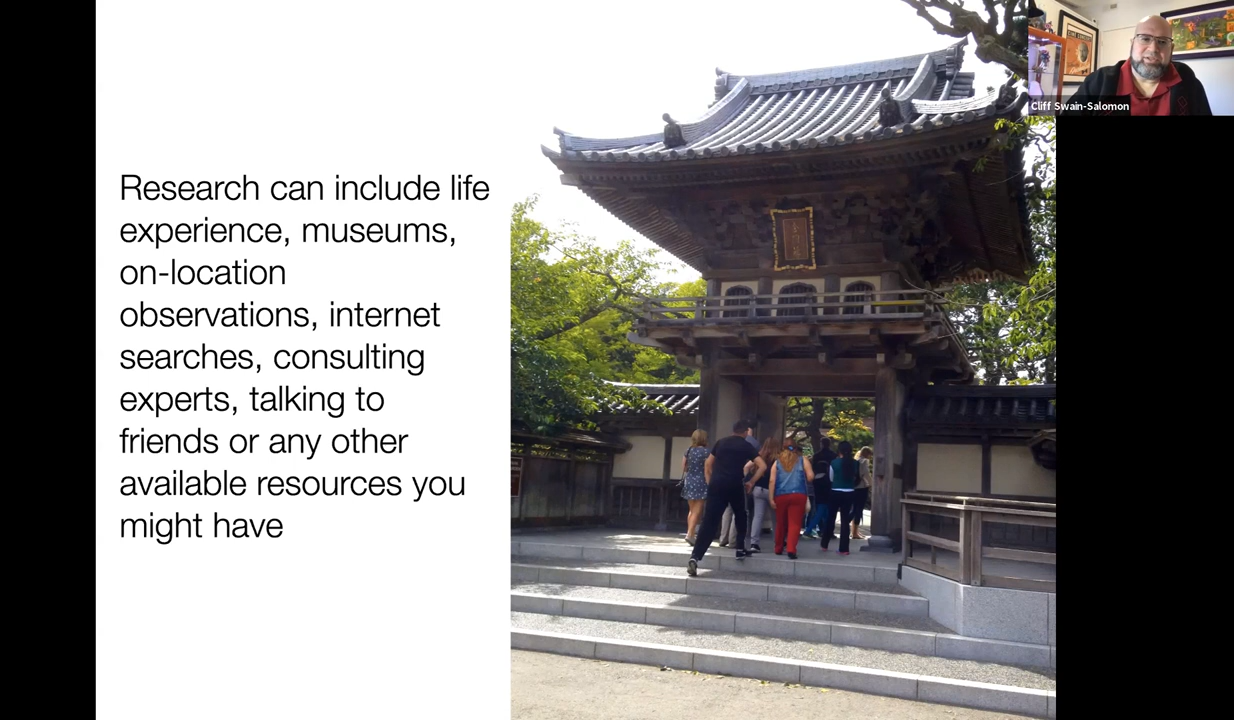 Research can include life
experience, museums,
on-location
observations, internet
searches, consulting
experts, talking to
friends or any other
available resources you
might have
Cliff Swain-Salomon